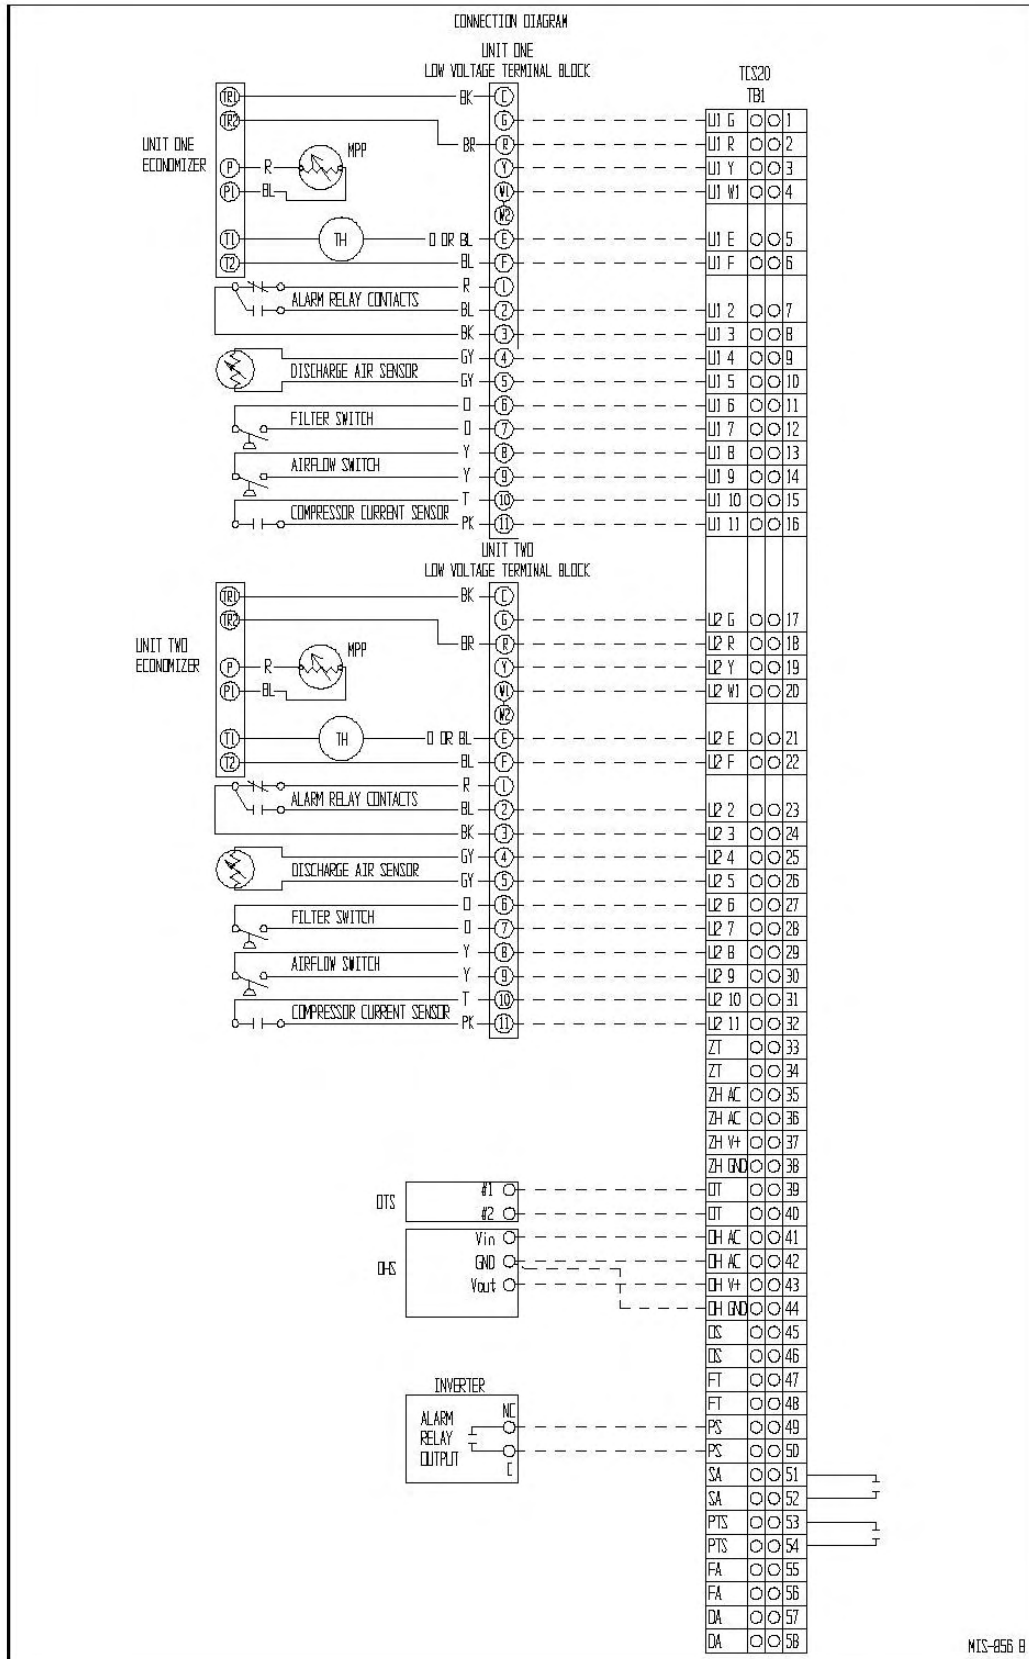 CONNECTION DIAGRAM
UNIT ONE
LOW VOLTAGE TERMINAL BLOCK
TCS20
TB1
TR1 BK C
TR2 G U1 G 1
BR R U1 R 2
UNIT ONE
ECONOMIZER
MPP
P R Y U1 Y 3
P1 BL W1 U1 W1 4
W2
T1 TH O OR BL E U1 E 5
T2 BL F U1 F 6
R 1
ALARM RELAY CONTACTS
BL 2 U1 2 7
BK 3 U1 3 8
GY 4 U1 4 9
DISCHARGE AIR SENSOR
GY 5 U1 5 10
O 6 U1 6 11
FILTER SWITCH
O 7 U1 7 12
Y 8 U1 8 13
AIRFLOW SWITCH
Y 9 U1 9 14
T 10 U1 10 15
COMPRESSOR CURRENT SENSOR
PK 11 U1 11 16
UNIT TWO
LOW VOLTAGE TERMINAL BLOCK
TR1 BK C
TR2 G U2 G 17
BR R U2 R 18
UNIT TWO
ECONOMIZER
MPP
P R Y U2 Y 19
P1 BL W1 U2 W1 20
W2
T1 TH O OR BL E U2 E 21
T2 BL F U2 F 22
R 1
ALARM RELAY CONTACTS
BL 2 U2 2 23
BK 3 U2 3 24
GY 4 U2 4 25
DISCHARGE AIR SENSOR
GY 5 U2 5 26
O 6 U2 6 27
FILTER SWITCH
O 7 U2 7 28
Y 8 U2 8 29
AIRFLOW SWITCH
Y 9 U2 9 30
T 10 U2 10 31
COMPRESSOR CURRENT SENSOR
PK 11 U2 11 32
ZT 33
ZT 34
ZH AC 35
ZH AC 36
ZH V+ 37
ZH GND 38
OTS
#1 OT 39
#2 OT 40
OHS
Vin OH AC 41
GND OH AC 42
Vout OH V+ 43
OH GND 44
OS 45
OS 46
FT 47
FT 48
INVERTER
ALARM
RELAY
OUTPUT
NC PS 49
C PS 50
SA 51
SA 52
PTS 53
PTS 54
FA 55
FA 56
DA 57
DA 58
MIS-856 B